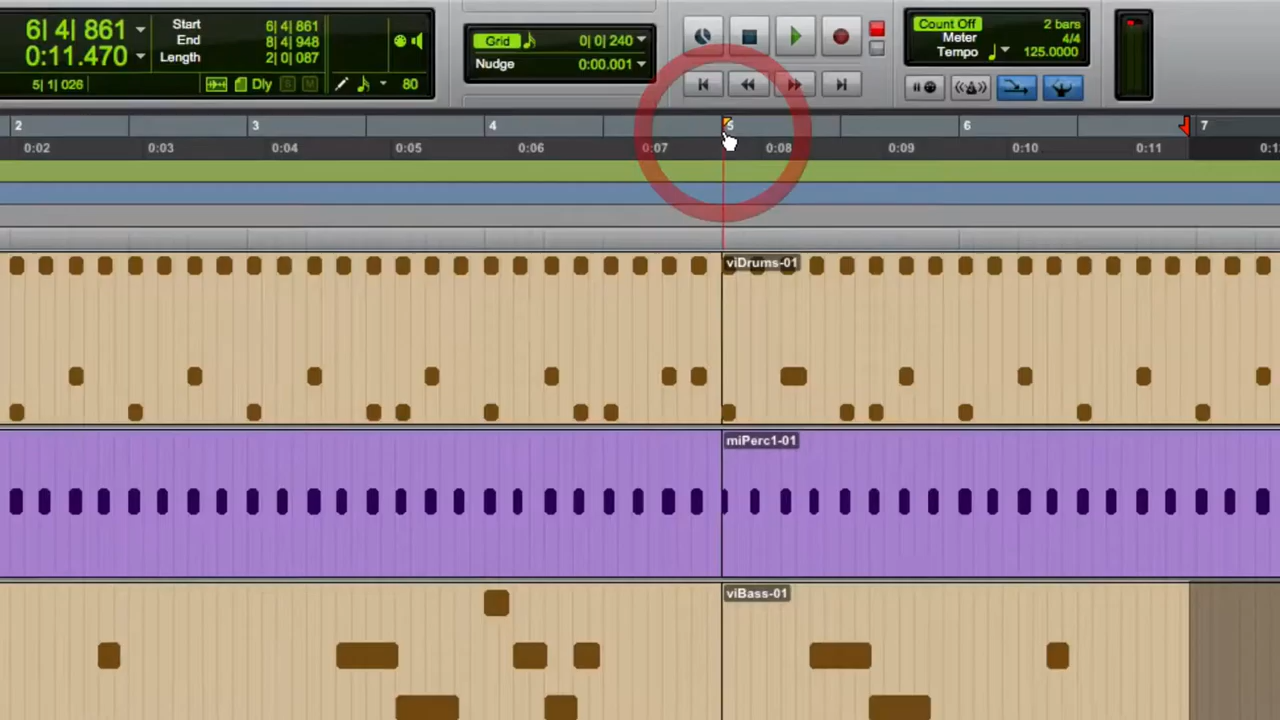 6| 4| 861
0:11.470
Start 6| 4| 861
End 8| 4| 948
Length 2| 0| 087
5| 1| 026
Dly
S M
80
Grid 0| 0| 240
Nudge 0:00.001
Count Off 2 bars
Meter 4/4
Tempo 125.0000
2 3 4 5 6 7
0:02 0:03 0:04 0:05 0:06 0:07 0:08 0:09 0:10 0:11
viDrums-01
miPerc1-01
viBass-01